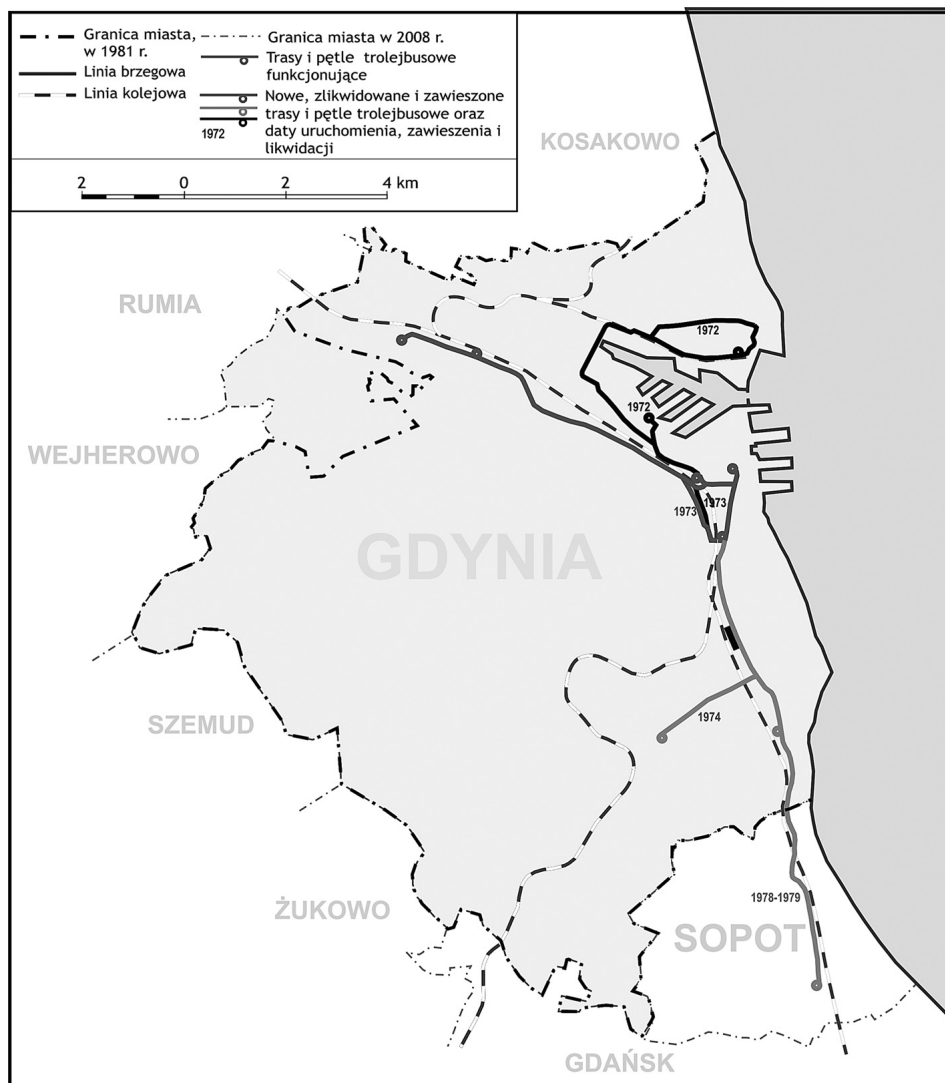 Granica miasta,
w 1981 r.
Linia brzegowa
Linia kolejowa
Granica miasta w 2008 r.
Trasy i pętle trolejbusowe
funkcjonujące
Nowe, zlikwidowane i zawieszone
trasy i pętle trolejbusowe oraz
1972 daty uruchomienia, zawieszenia i
likwidacji
2 0 2 4 km
KOSAKOWO
RUMIA
1972
1972
WEJHEROWO
1973
1973
GDYNIA
SZEMUD
1974
ŻUKOWO
1978-1979
SOPOT
GDAŃSK